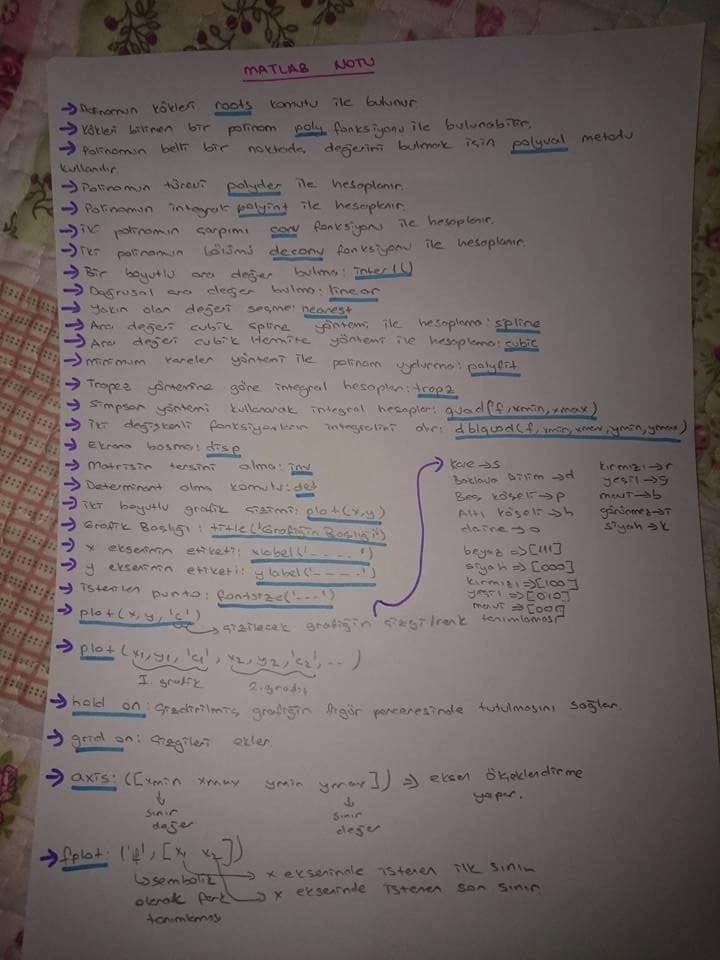 MATLAB NOTU
→ Polinomun kökleri roots komutu ile bulunur.
→ Kökleri bilinen bir polinom poly fonksiyonu ile bulunabilir.
→ Polinomun belli bir noktada değerini bulmak için polyval metodu
kullanılır.
→ Polinomun türevi polyder ile hesaplanır.
→ Polinomun integrali polyint ile hesaplanır.
→ İki polinomun çarpımı conv fonksiyonu ile hesaplanır.
→ İki polinomun bölümü deconv fonksiyonu ile hesaplanır.
→ Bir boyutlu ara değer bulma: inter1()
→ Doğrusal ara değer bulma: linear
→ Yakın olan değeri seçme: nearest
→ Ara değeri cubik spline yöntemi ile hesaplama: spline
→ Ara değeri cubik Hemite yöntemi ile hesaplama: cubic
→ Minimum kareler yöntemi ile polinom uydurma: polyfit
→ Tropez yöntemine göre integral hesaplar: tropz
→ Simpson yöntemi kullanarak integral hesaplar: quad(f,xmin,xmax)
→ İki değişkenli fonksiyonların integralini alır: dblquad(f,xmin,xmax,ymin,ymax)
→ Ekrana basma: disp
→ Matrisin tersini alma: inv
→ Determinant alma komutu: det
→ İki boyutlu grafik çizimi: plot(x,y)
→ Grafik Başlığı: title('Grafiğin Başlığı')
→ x ekseninin etiketi: xlabel('-----')
→ y ekseninin etiketi: ylabel('-----')
→ İstenilen punto: fontsize('---')
→ plot(x,y,'c')
→ çizilecek grafiğin çizgi/renk tanımlaması
kare → s
Baklava Dilim → d
Beş köşeli → p
Altı köşeli → h
daire → o
kırmızı → r
yeşil → g
mavi → b
siyah → k
beyaz ⇒ [111]
siyah ⇒ [000]
kırmızı ⇒ [100]
yeşil ⇒ [010]
mavi ⇒ [001]
→ plot(x1,y1,'c1', x2,y2,'c2',...)
1. grafik 2. grafik
→ hold on: Çizdirilmiş grafiğin figür penceresinde tutulmasını sağlar.
→ grid on: Çizgileri ekler
→ axis: ([xmin xmax ymin ymax]) ⇒ eksen ölçeklendirme
yapar.
sınır
değer
sınır
değer
→ fplot: ('f', [x1 x2])
→ x ekseninde istenen ilk sınırı
→ sembolik
→ x ekseninde istenen son sınırı
olarak fonk
tanımlaması